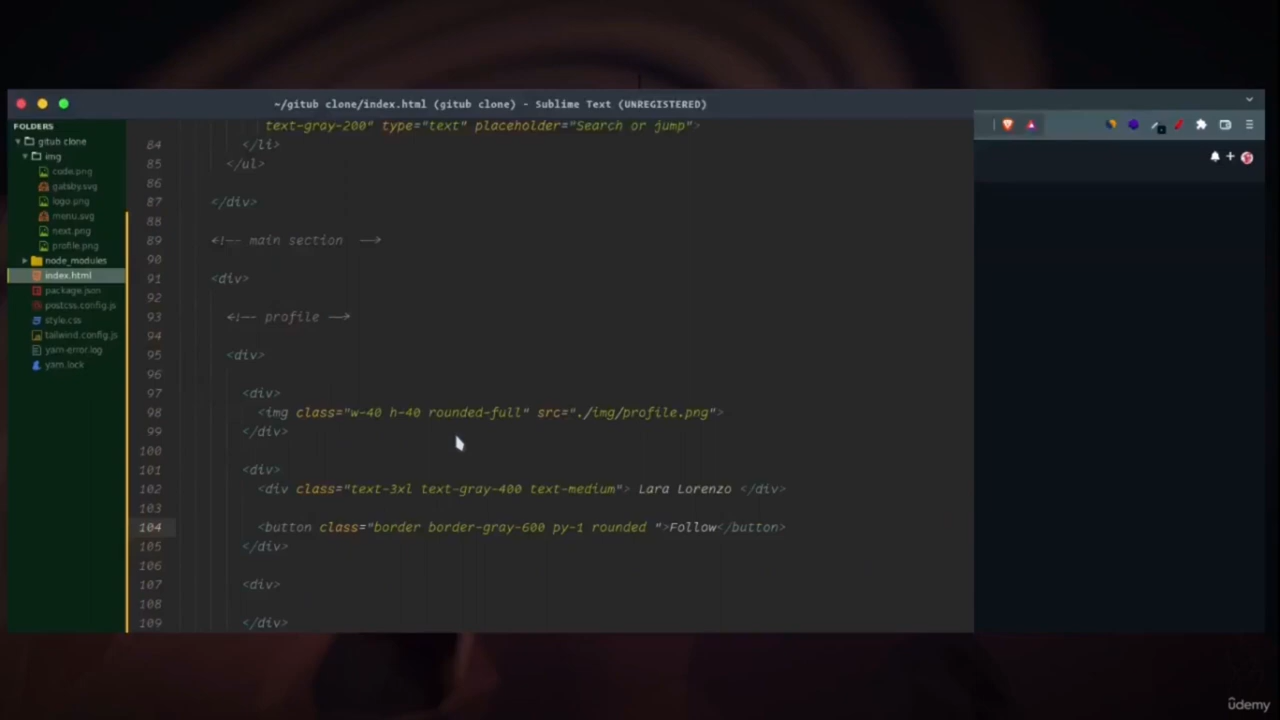 ~/gitub clone/index.html (gitub clone) - Sublime Text (UNREGISTERED)
FOLDERS
gitub clone
img
code.png
gatsby.svg
logo.png
menu.svg
next.png
profile.png
node_modules
index.html
package.json
postcss.config.js
style.css
tailwind.config.js
yarn-error.log
yarn.lock
text-gray-200" type="text" placeholder="Search or jump">
84 </li>
85 </ul>
86
87 </div>
88
89 <!-- main section -->
90
91 <div>
92
93 <!-- profile -->
94
95 <div>
96
97 <div>
98 <img class="w-40 h-40 rounded-full" src="./img/profile.png">
99 </div>
100
101 <div>
102 <div class="text-3xl text-gray-400 text-medium"> Lara Lorenzo </div>
103
104 <button class="border border-gray-600 py-1 rounded ">Follow</button>
105 </div>
106
107 <div>
108
109 </div>
ûdemy